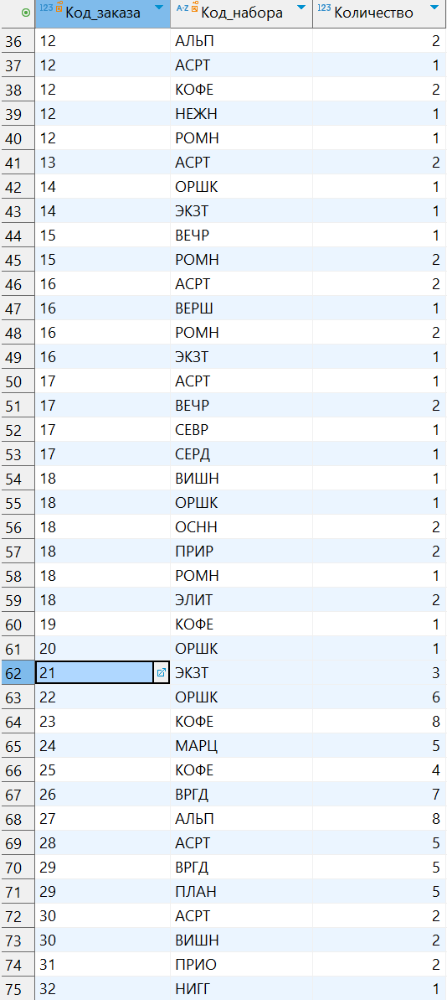 123 Код_заказа A-Z Код_набора 123 Количество
36 12 АЛЬП 2
37 12 АСРТ 1
38 12 КОФЕ 2
39 12 НЕЖН 1
40 12 РОМН 1
41 13 АСРТ 2
42 14 ОРШК 1
43 14 ЭКЗТ 1
44 15 ВЕЧР 1
45 15 РОМН 2
46 16 АСРТ 2
47 16 ВЕРШ 1
48 16 РОМН 2
49 16 ЭКЗТ 1
50 17 АСРТ 1
51 17 ВЕЧР 2
52 17 СЕВР 1
53 17 СЕРД 1
54 18 ВИШН 1
55 18 ОРШК 1
56 18 ОСНН 2
57 18 ПРИР 2
58 18 РОМН 1
59 18 ЭЛИТ 2
60 19 КОФЕ 1
61 20 ОРШК 1
62 21 ЭКЗТ 3
63 22 ОРШК 6
64 23 КОФЕ 8
65 24 МАРЦ 5
66 25 КОФЕ 4
67 26 ВРГД 7
68 27 АЛЬП 8
69 28 АСРТ 5
70 29 ВРГД 5
71 29 ПЛАН 5
72 30 АСРТ 2
73 30 ВИШН 2
74 31 ПРИО 2
75 32 НИГГ 1